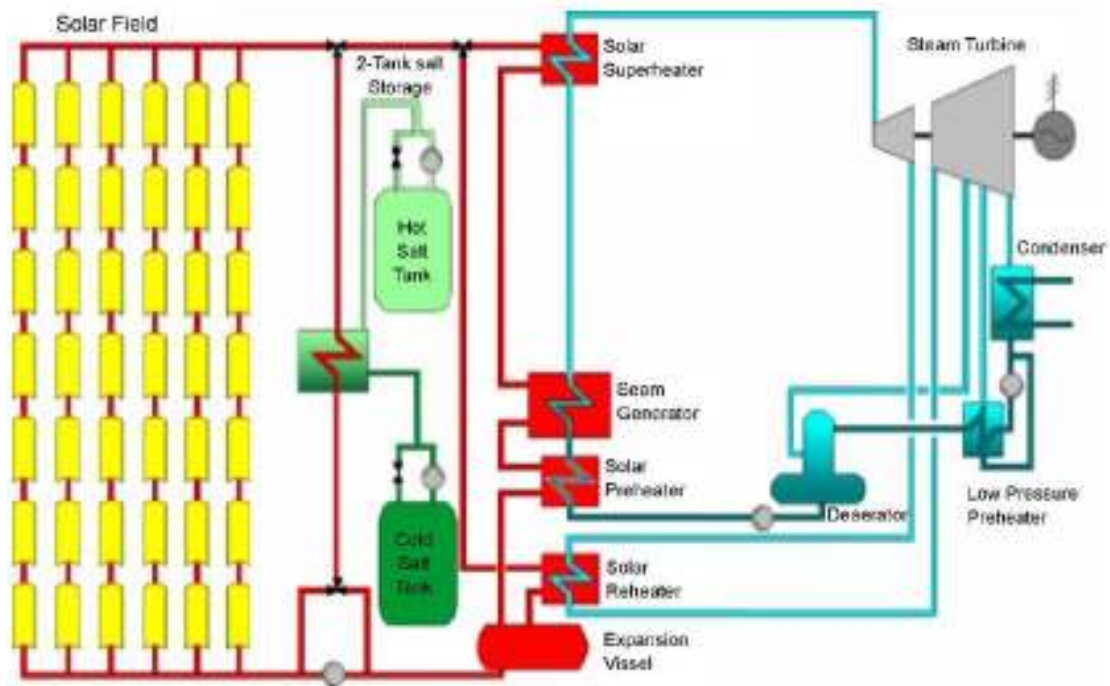 Solar Field
2-Tank salt
Storage
Solar
Superheater
Steam Turbine
Hot
Salt
Tank
Condenser
Seam
Generator
Solar
Preheater
Deaerator
Low Pressure
Preheater
Cold
Salt
Tank
Solar
Reheater
Expansion
Vissel